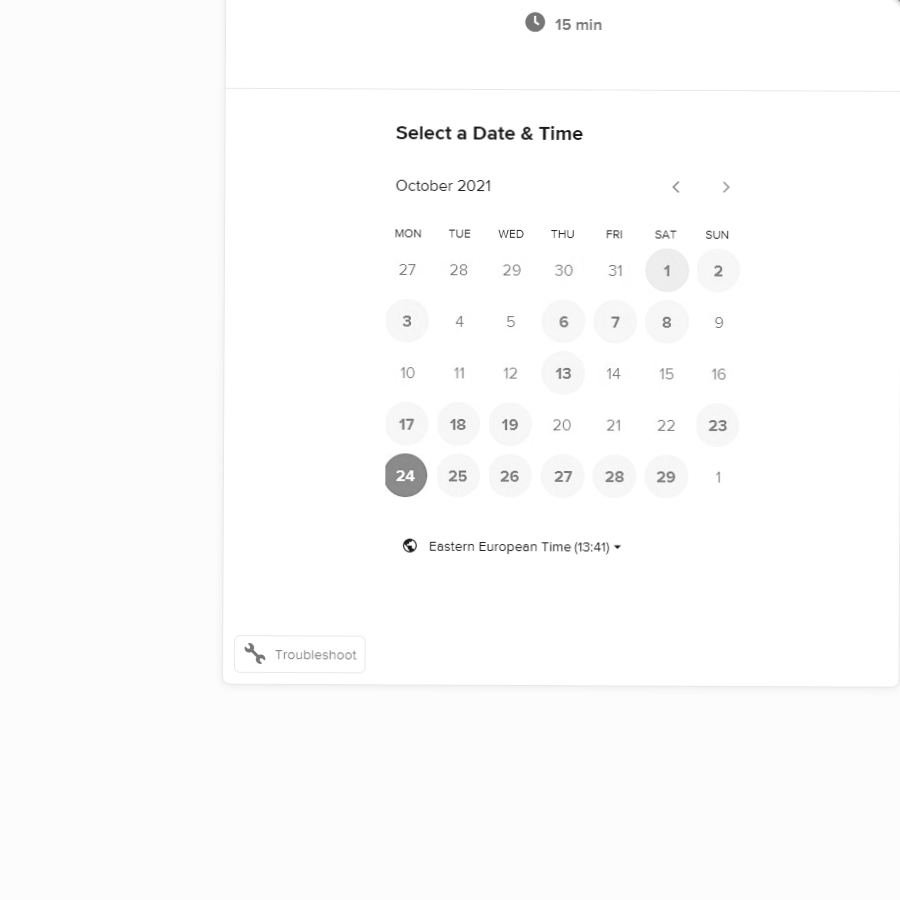 15 min
Select a Date & Time
October 2021
MON TUE WED THU FRI SAT SUN
27 28 29 30 31 1 2
3 4 5 6 7 8 9
10 11 12 13 14 15 16
17 18 19 20 21 22 23
24 25 26 27 28 29 1
Eastern European Time (13:41)
Troubleshoot